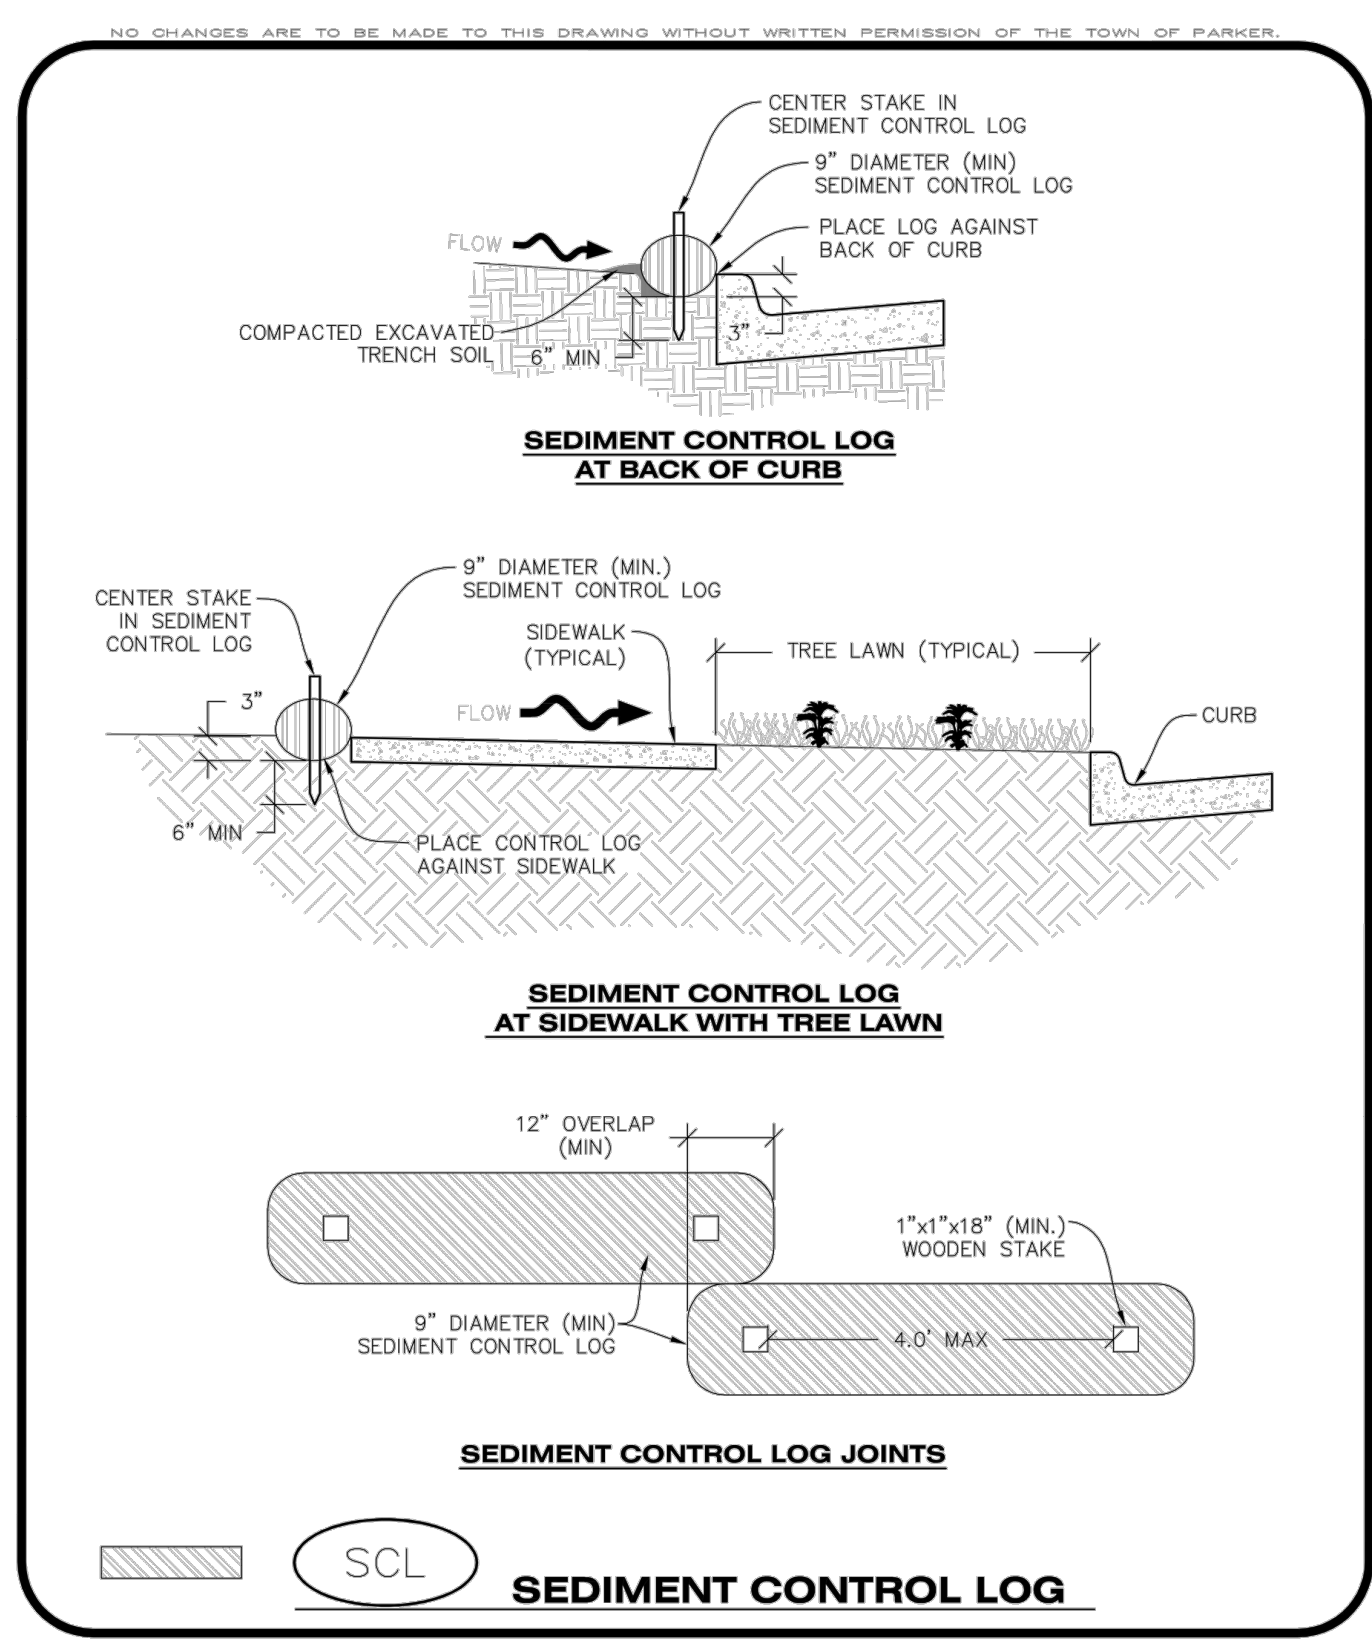 NO CHANGES ARE TO BE MADE TO THIS DRAWING WITHOUT WRITTEN PERMISSION OF THE TOWN OF PARKER.
CENTER STAKE IN
SEDIMENT CONTROL LOG
9" DIAMETER (MIN)
SEDIMENT CONTROL LOG
PLACE LOG AGAINST
BACK OF CURB
FLOW
COMPACTED EXCAVATED
TRENCH SOIL
6" MIN
3"
SEDIMENT CONTROL LOG
AT BACK OF CURB
9" DIAMETER (MIN.)
SEDIMENT CONTROL LOG
CENTER STAKE
IN SEDIMENT
CONTROL LOG
SIDEWALK
(TYPICAL)
TREE LAWN (TYPICAL)
3"
FLOW
CURB
6" MIN
PLACE CONTROL LOG
AGAINST SIDEWALK
SEDIMENT CONTROL LOG
AT SIDEWALK WITH TREE LAWN
12" OVERLAP
(MIN)
1"x1"x18" (MIN.)
WOODEN STAKE
9" DIAMETER (MIN)
SEDIMENT CONTROL LOG
4.0' MAX
SEDIMENT CONTROL LOG JOINTS
SCL
SEDIMENT CONTROL LOG